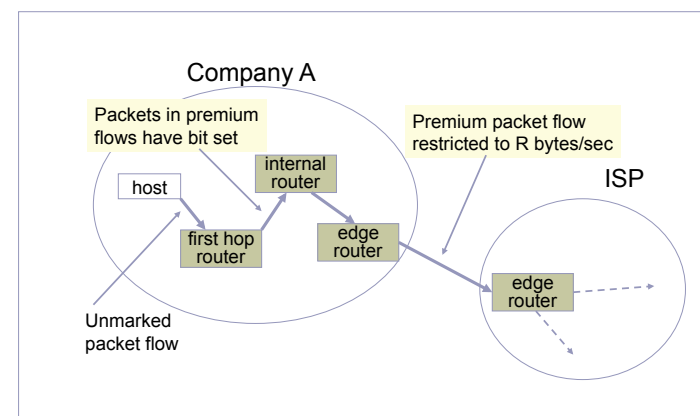 Company A
Packets in premium
flows have bit set
Premium packet flow
restricted to R bytes/sec
internal
router
ISP
host
first hop
router
edge
router
edge
router
Unmarked
packet flow